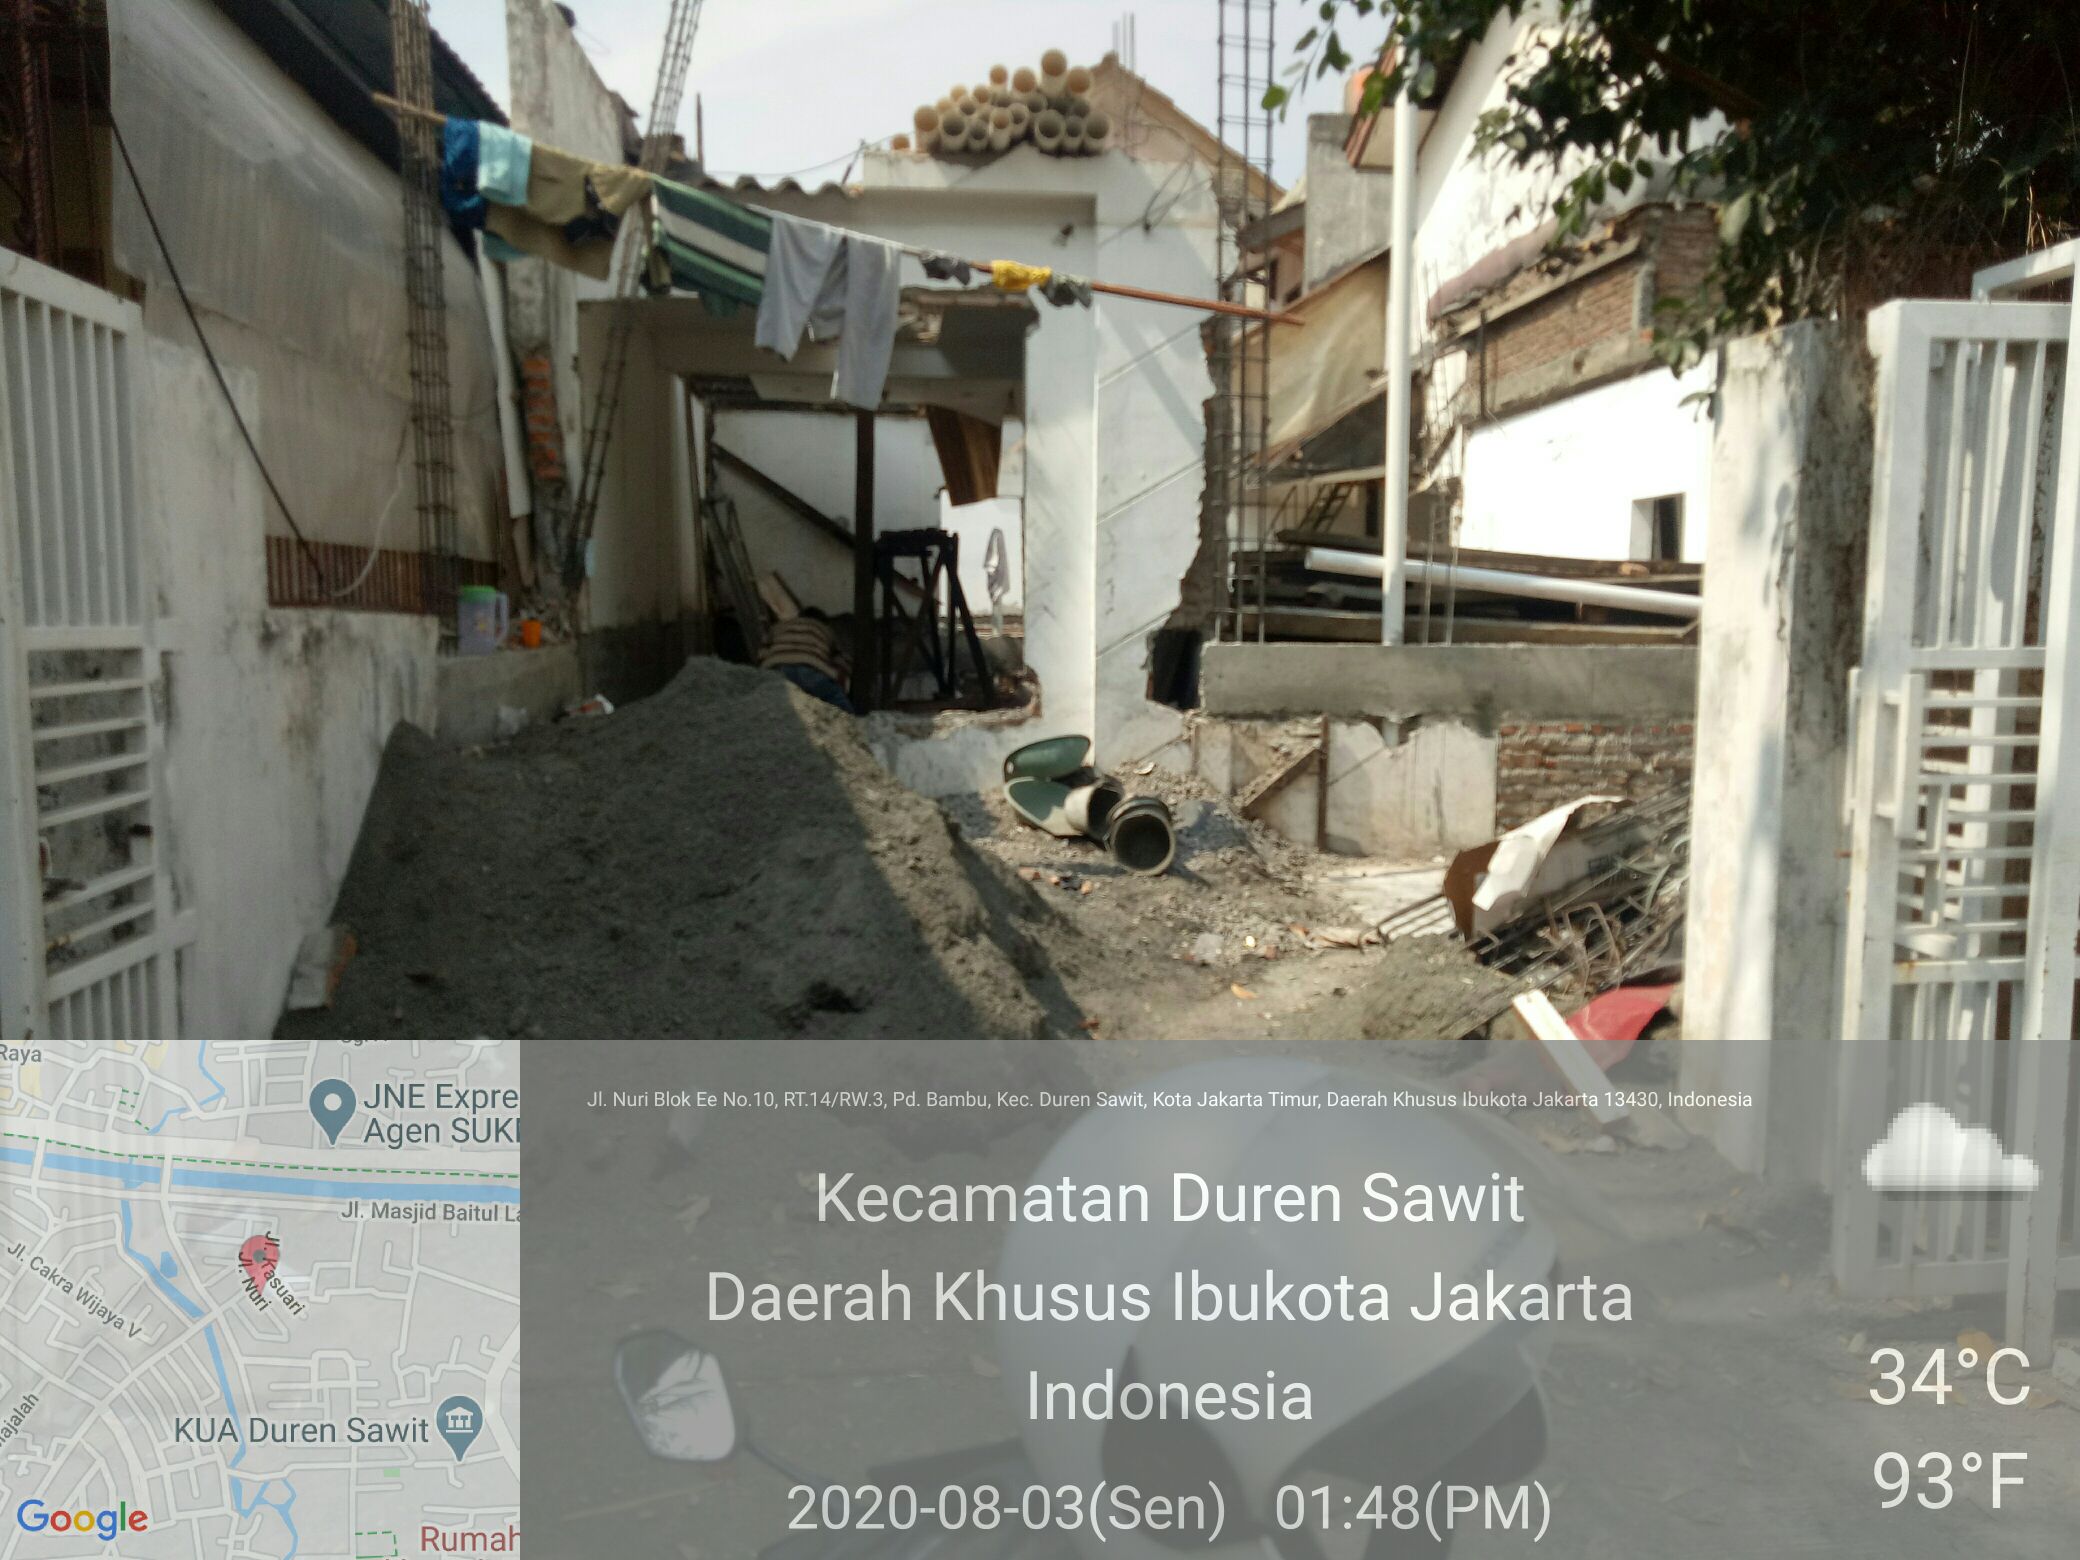 Jl. Nuri Blok Ee No.10, RT.14/RW.3, Pd. Bambu, Kec. Duren Sawit, Kota Jakarta Timur, Daerah Khusus Ibukota Jakarta 13430, Indonesia
Kecamatan Duren Sawit
Daerah Khusus Ibukota Jakarta
Indonesia
2020-08-03(Sen) 01:48(PM)
34°C
93°F
Raya
JNE Expre
Agen SUK
Jl. Masjid Baitul La
Jl. Cakra Wijaya V
Jl. Kasuari
Jl. Nuri
majalah
KUA Duren Sawit
Google
Rumah